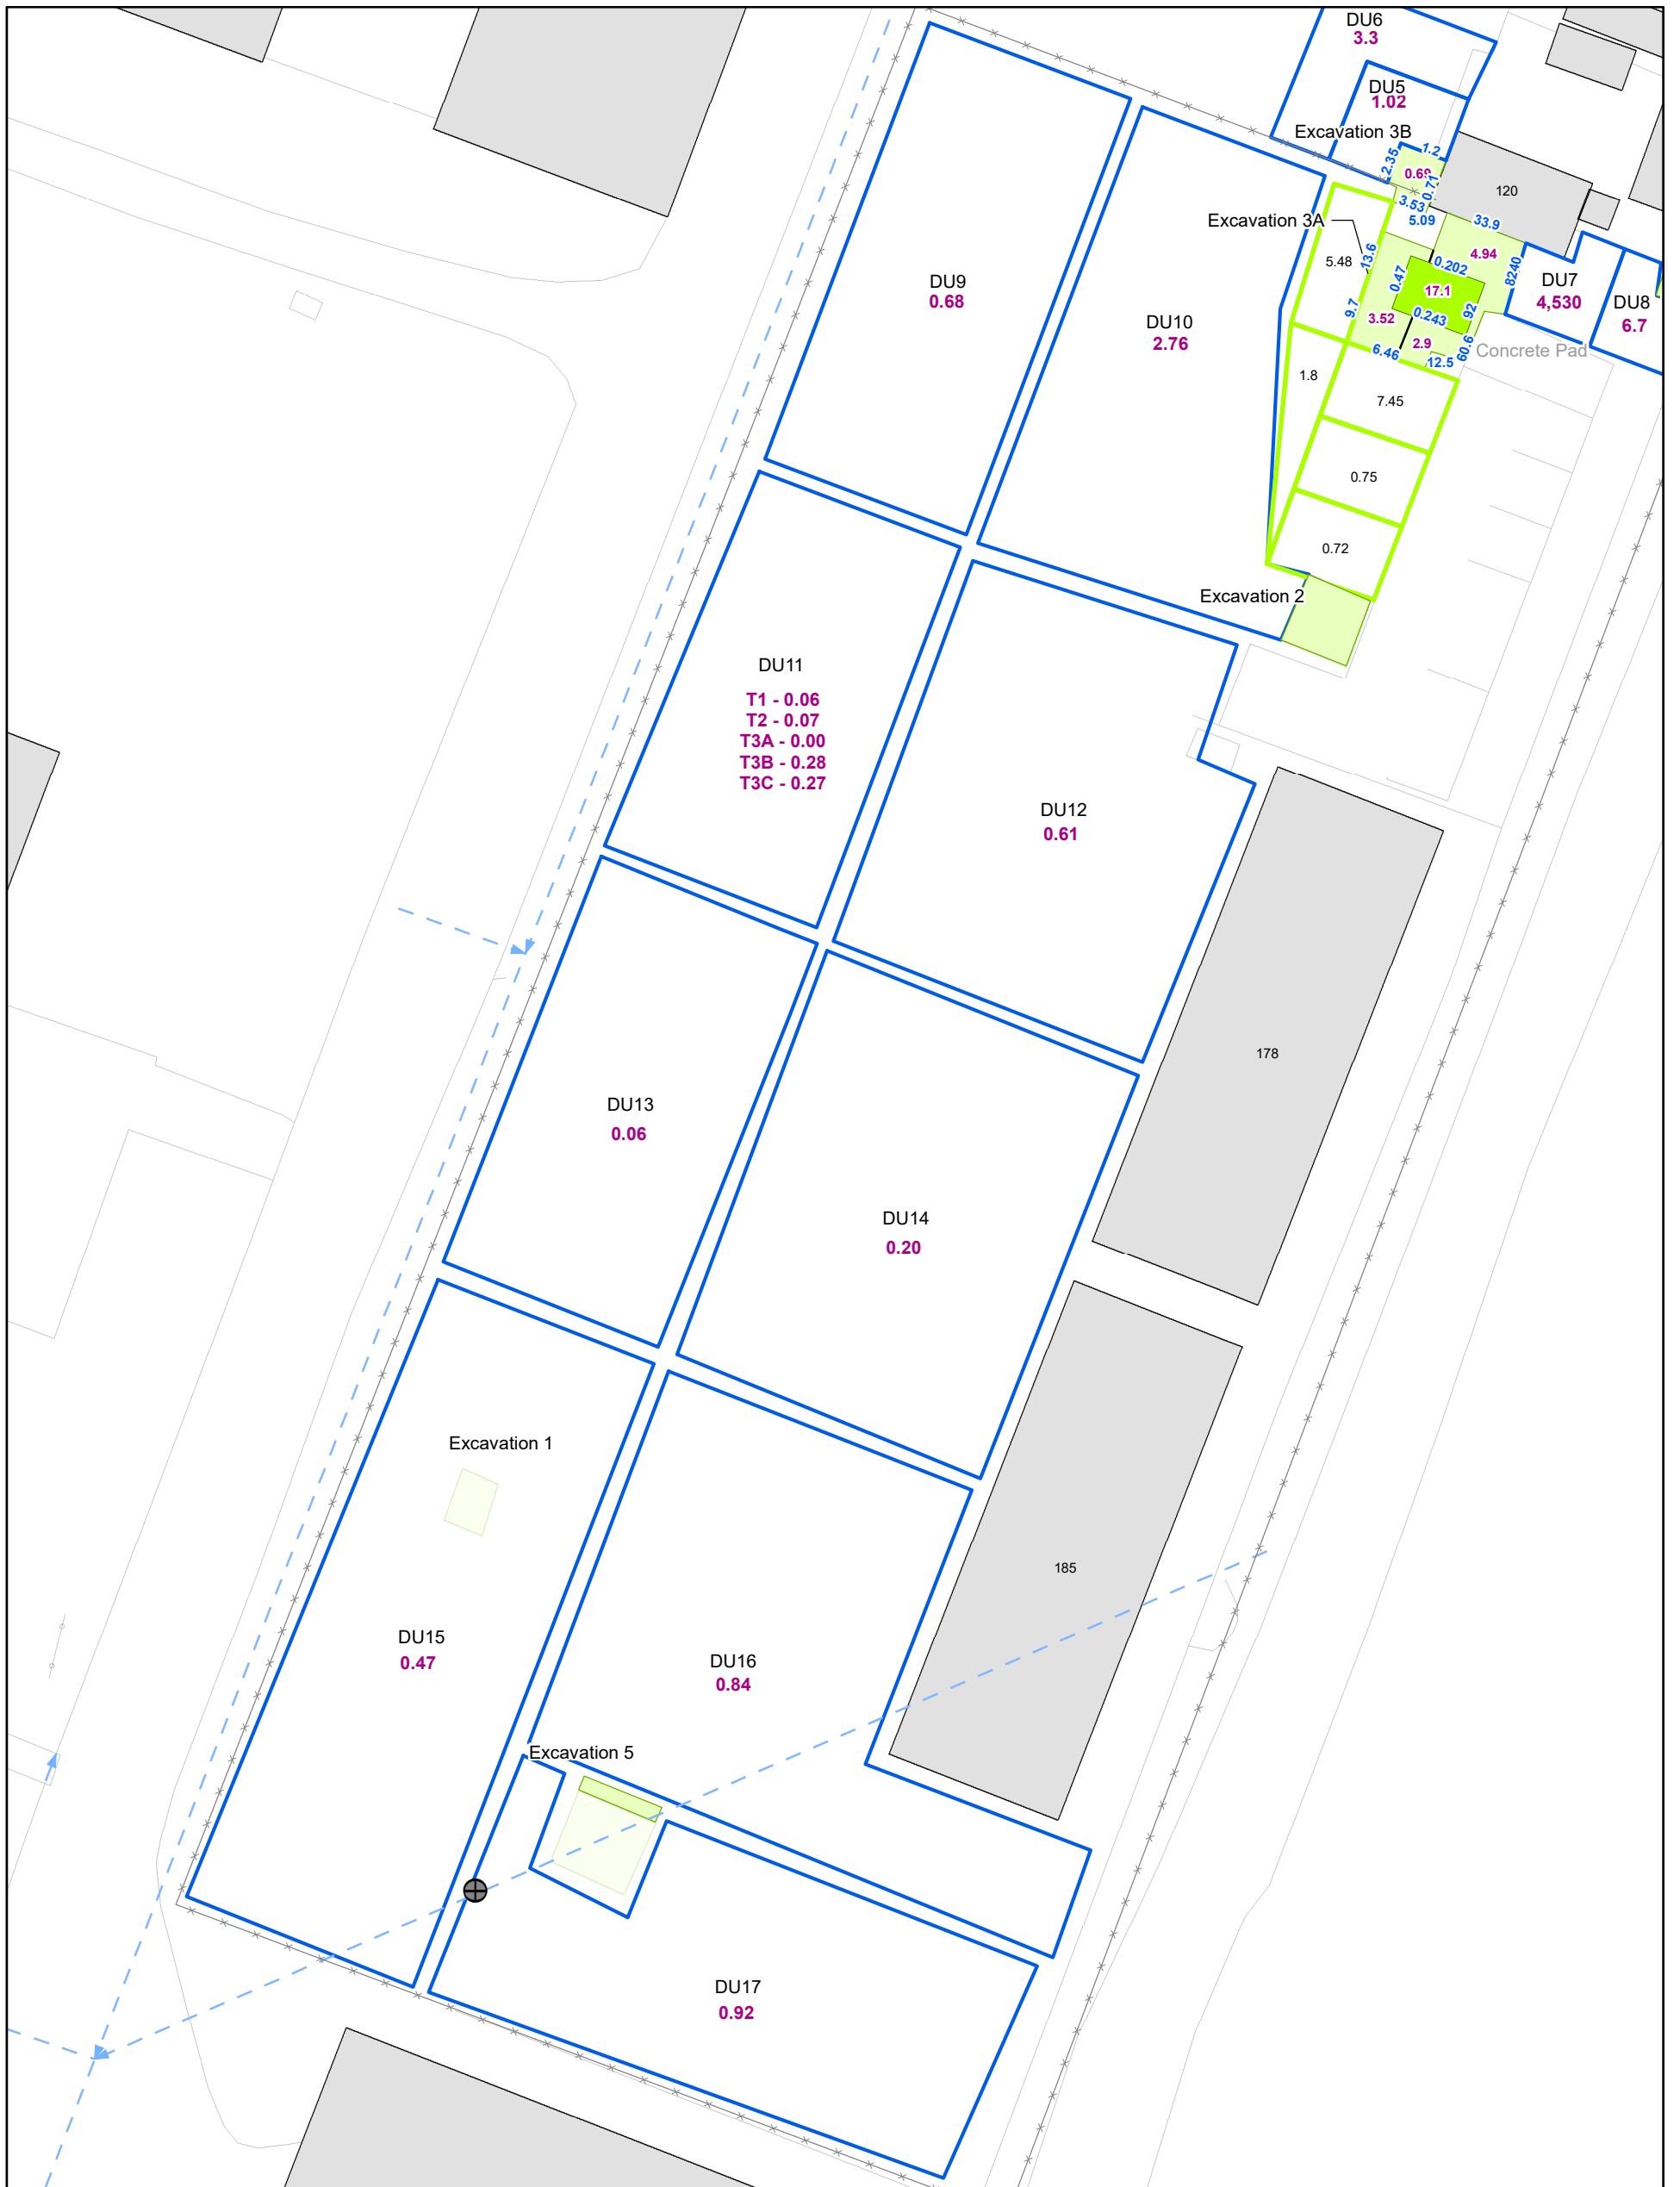 DU6
3.3
DU5
1.02
Excavation 3B
1.2
2.35
0.69
0.71
120
3.53
5.09
33.9
Excavation 3A
13.6
5.48
4.94
0.202
8240
0.47
17.1
DU7
4,530
DU8
6.7
DU9
0.68
9.7
3.52
0.243
92
2.9
60.6
6.46
12.5
Concrete Pad
DU10
2.76
1.8
7.45
0.75
0.72
Excavation 2
DU11
T1 - 0.06
T2 - 0.07
T3A - 0.00
T3B - 0.28
T3C - 0.27
DU12
0.61
178
DU13
0.06
DU14
0.20
Excavation 1
185
DU15
0.47
DU16
0.84
Excavation 5
DU17
0.92